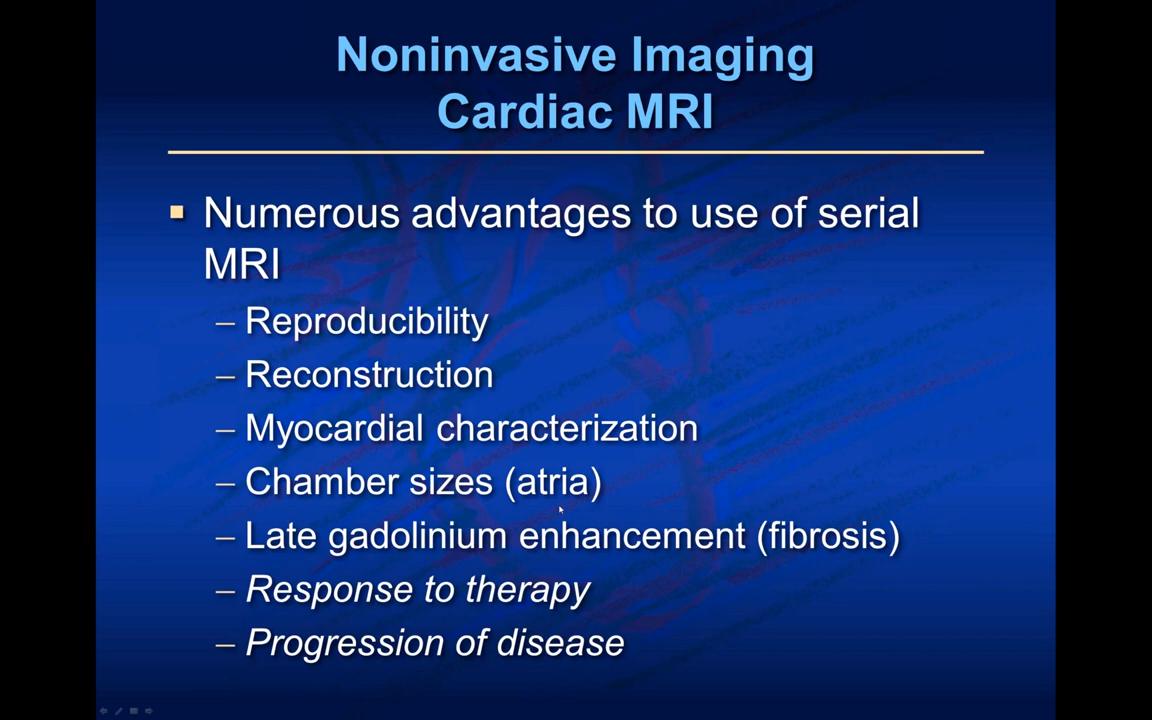 Noninvasive Imaging
Cardiac MRI
▪ Numerous advantages to use of serial
MRI
– Reproducibility
– Reconstruction
– Myocardial characterization
– Chamber sizes (atria)
– Late gadolinium enhancement (fibrosis)
– Response to therapy
– Progression of disease